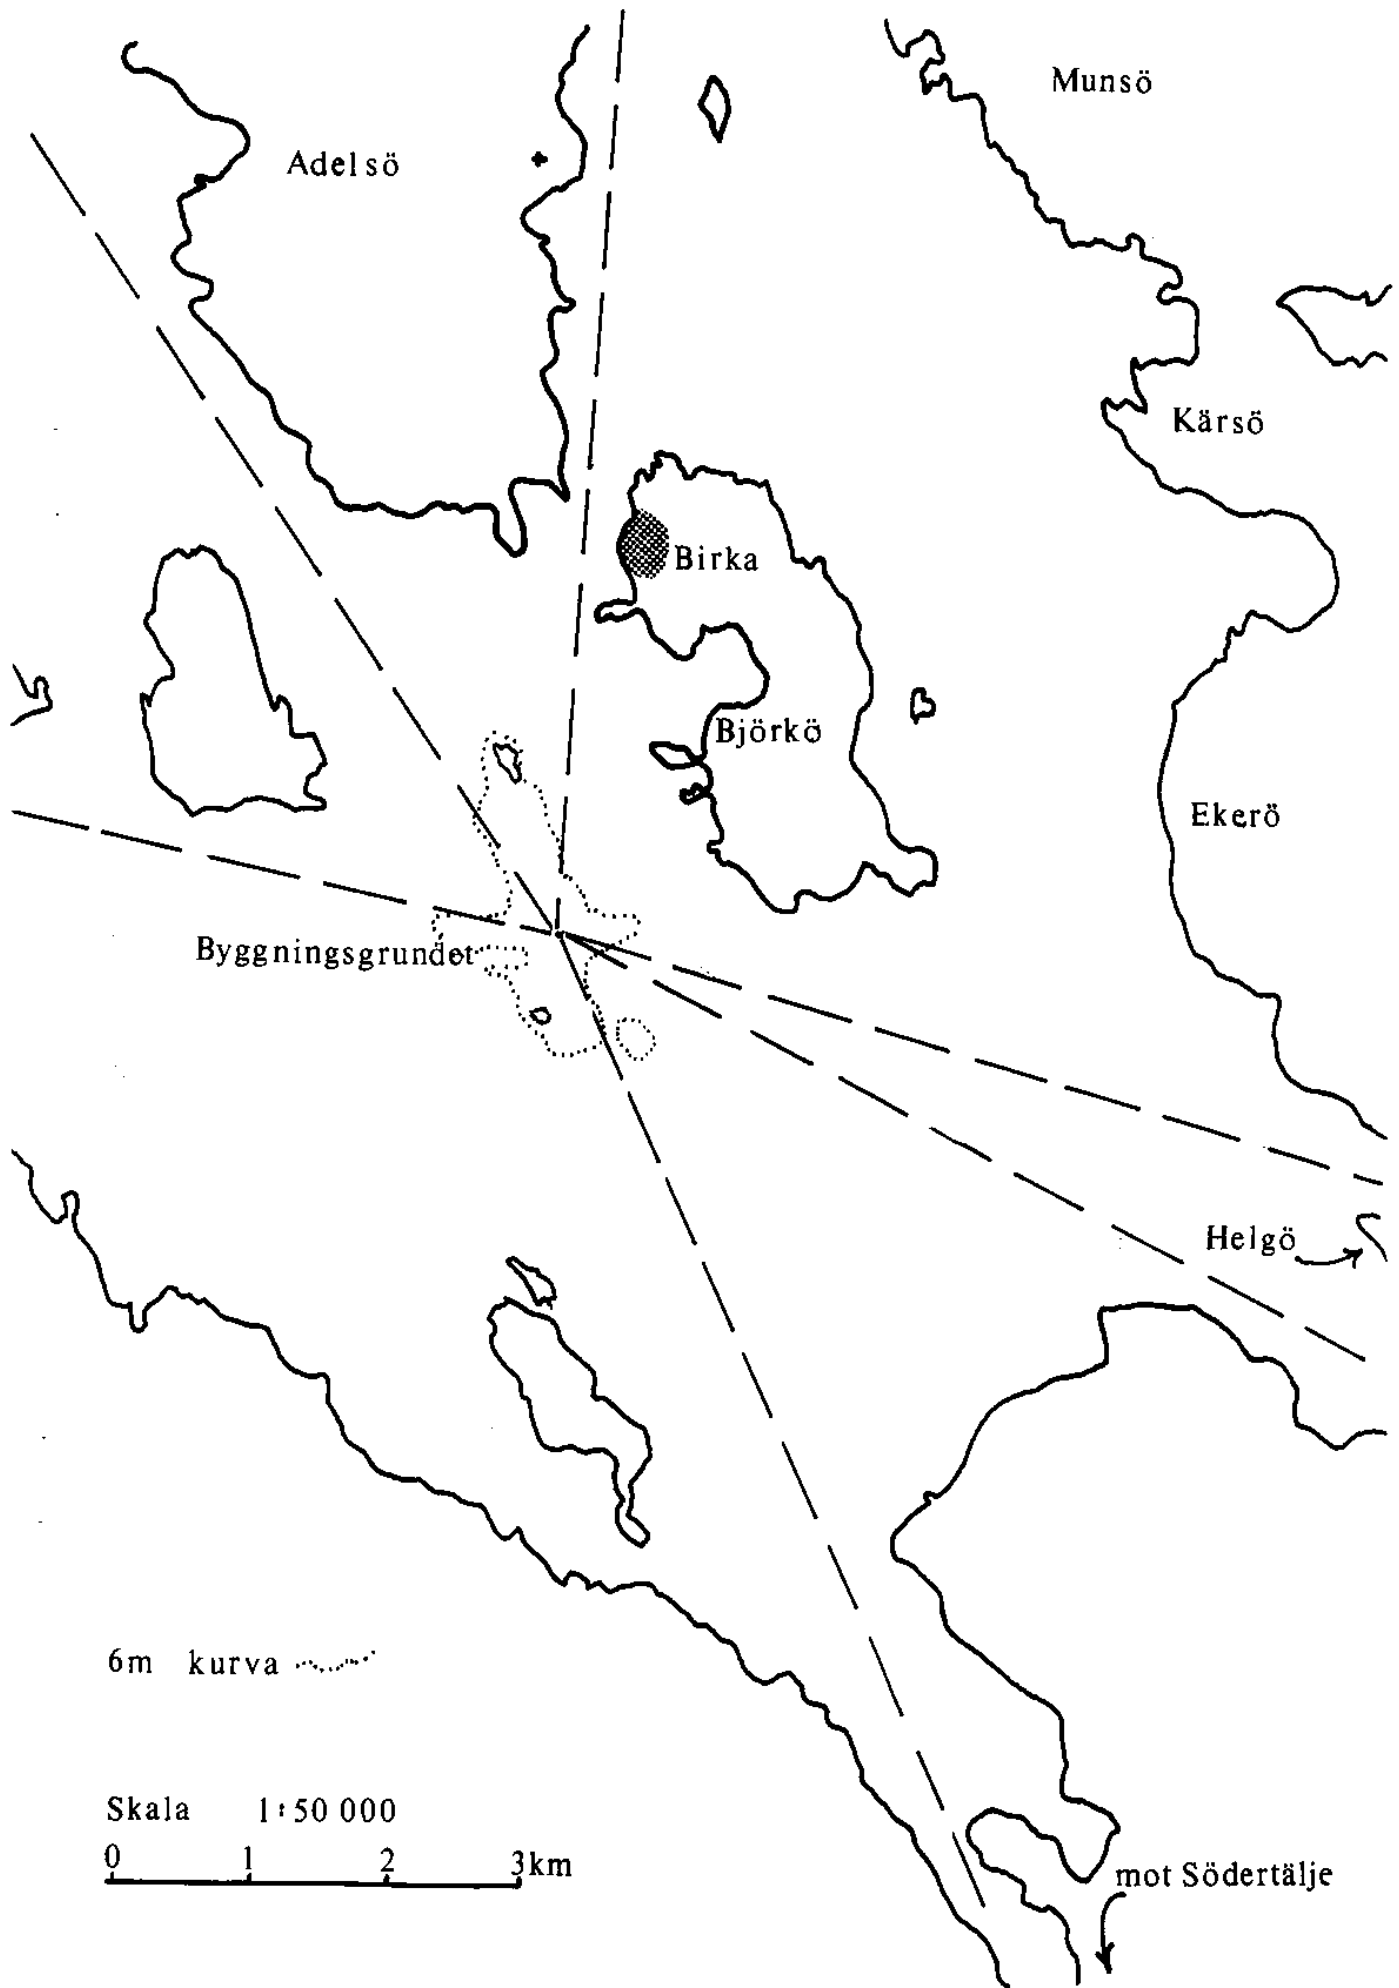 Munsö
Adelsö
Kärsö
Birka
Björkö
Ekerö
Byggningsgrundet
Helgö
6m kurva
Skala 1:50 000
0 1 2 3km
mot Södertälje